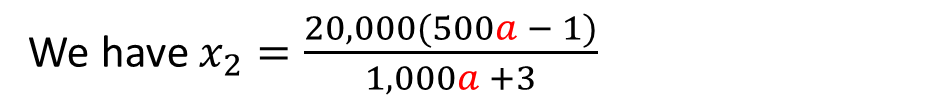 We have x₂ = 20,000(500a − 1) / 1,000a +3